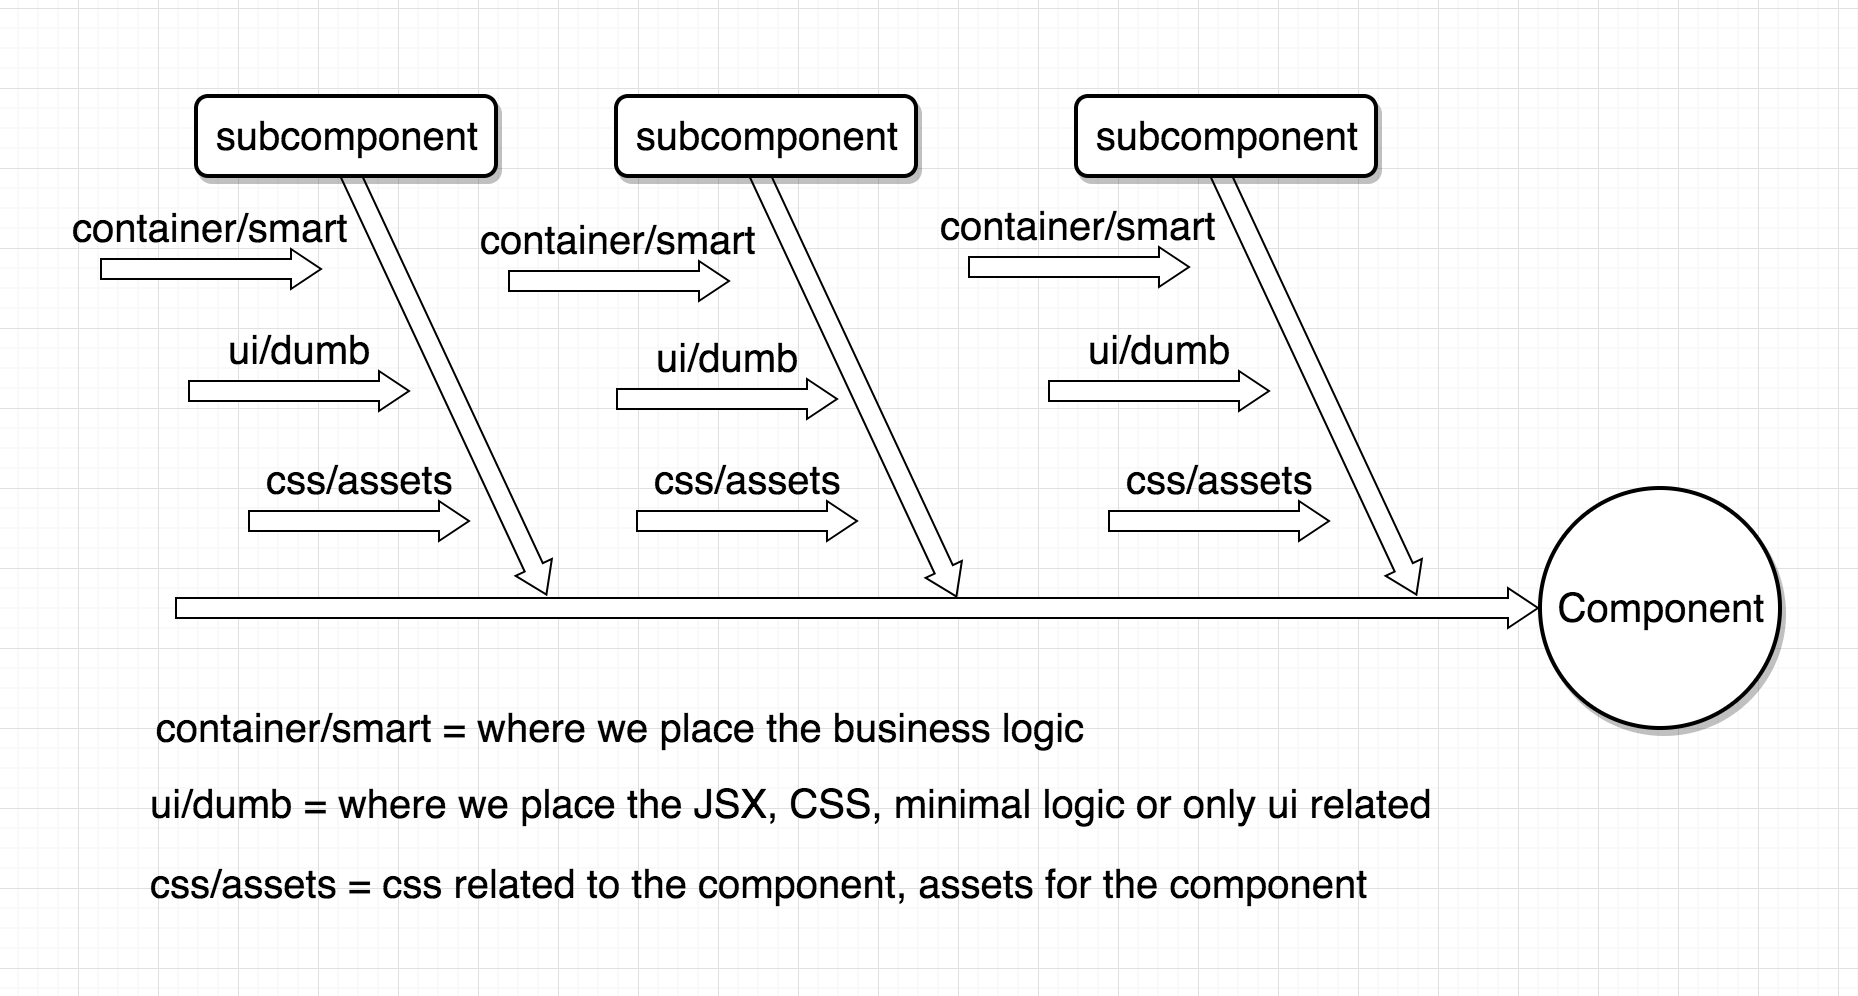 subcomponent
subcomponent
subcomponent
container/smart
container/smart
container/smart
ui/dumb
ui/dumb
ui/dumb
css/assets
css/assets
css/assets
Component
container/smart = where we place the business logic
ui/dumb = where we place the JSX, CSS, minimal logic or only ui related
css/assets = css related to the component, assets for the component